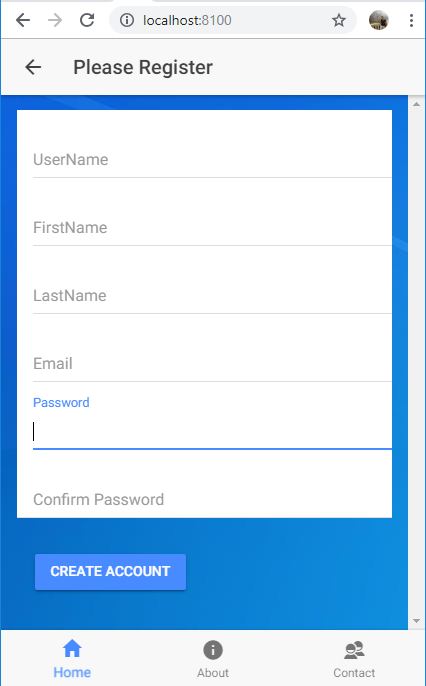 localhost:8100
Please Register
UserName
FirstName
LastName
Email
Password
Confirm Password
CREATE ACCOUNT
Home About Contact